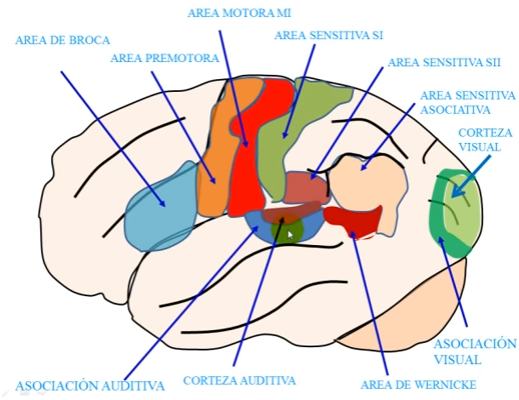 AREA MOTORA MI
AREA DE BROCA
AREA SENSITIVA SI
AREA PREMOTORA
AREA SENSITIVA SII
AREA SENSITIVA
ASOCIATIVA
CORTEZA
VISUAL
ASOCIACIÓN
VISUAL
ASOCIACIÓN AUDITIVA
CORTEZA AUDITIVA
AREA DE WERNICKE